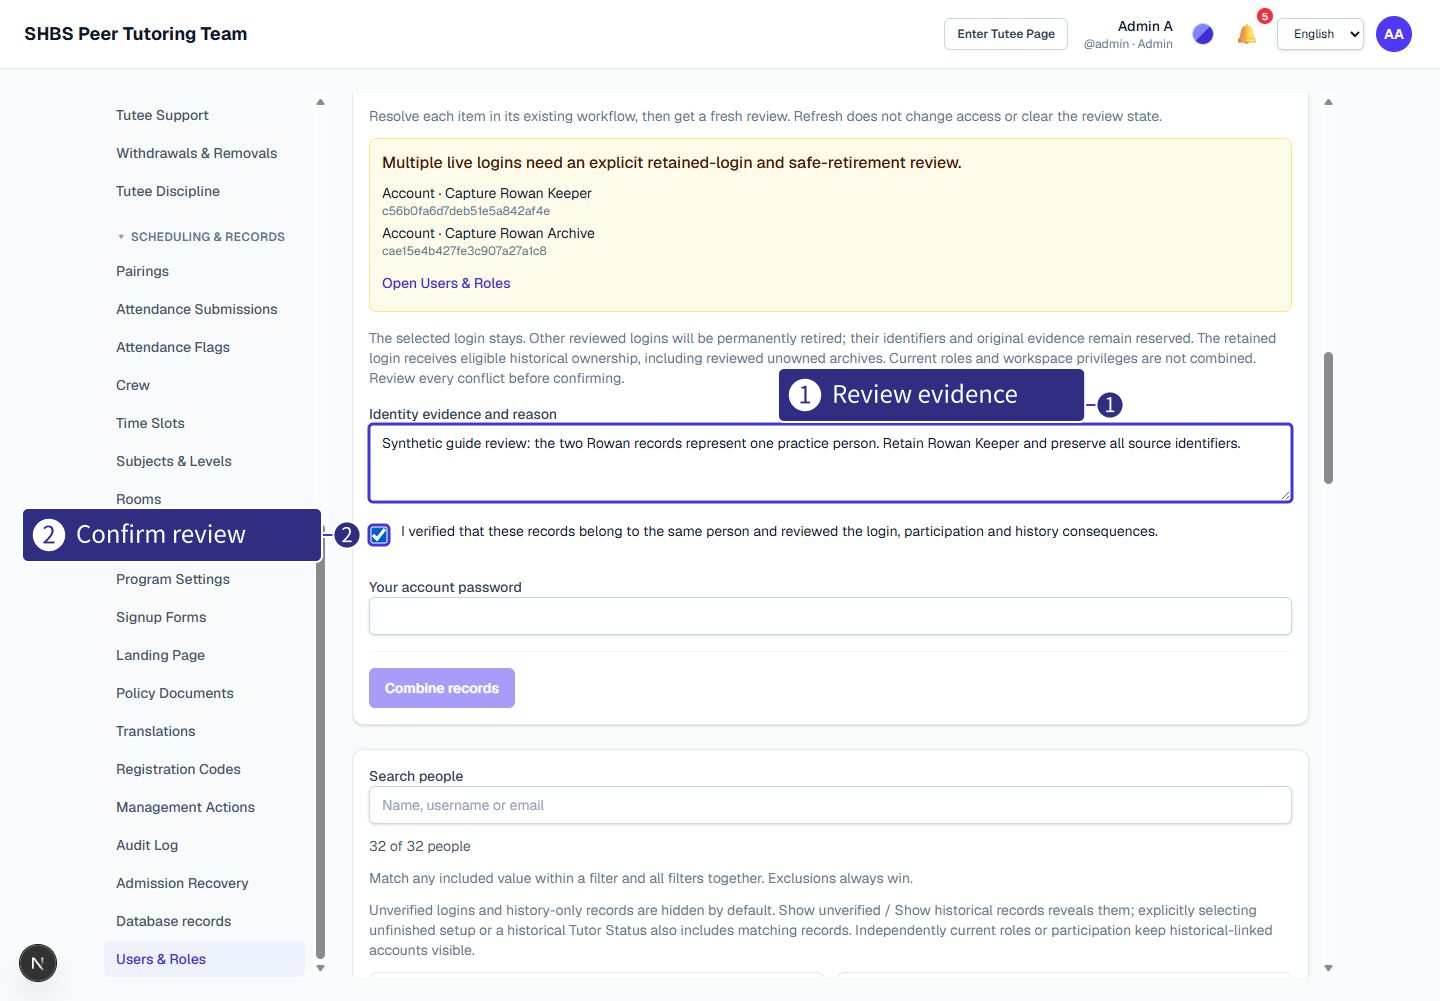 SHBS Peer Tutoring Team
Enter Tutee Page
Admin A
@admin · Admin
5
English
AA
Tutee Support
Withdrawals & Removals
Tutee Discipline
SCHEDULING & RECORDS
Pairings
Attendance Submissions
Attendance Flags
Crew
Time Slots
Subjects & Levels
Rooms
2 Confirm review
2
Program Settings
Signup Forms
Landing Page
Policy Documents
Translations
Registration Codes
Management Actions
Audit Log
Admission Recovery
Database records
Users & Roles
N
Resolve each item in its existing workflow, then get a fresh review. Refresh does not change access or clear the review state.
Multiple live logins need an explicit retained-login and safe-retirement review.
Account · Capture Rowan Keeper
c56b0fa6d7deb51e5a842af4e
Account · Capture Rowan Archive
cae15e4b427fe3c907a27a1c8
Open Users & Roles
The selected login stays. Other reviewed logins will be permanently retired; their identifiers and original evidence remain reserved. The retained
login receives eligible historical ownership, including reviewed unowned archives. Current roles and workspace privileges are not combined.
Review every conflict before confirming.
1 Review evidence
1
Identity evidence and reason
Synthetic guide review: the two Rowan records represent one practice person. Retain Rowan Keeper and preserve all source identifiers.
I verified that these records belong to the same person and reviewed the login, participation and history consequences.
Your account password
Combine records
Search people
Name, username or email
32 of 32 people
Match any included value within a filter and all filters together. Exclusions always win.
Unverified logins and history-only records are hidden by default. Show unverified / Show historical records reveals them; explicitly selecting
unfinished setup or a historical Tutor Status also includes matching records. Independently current roles or participation keep historical-linked
accounts visible.